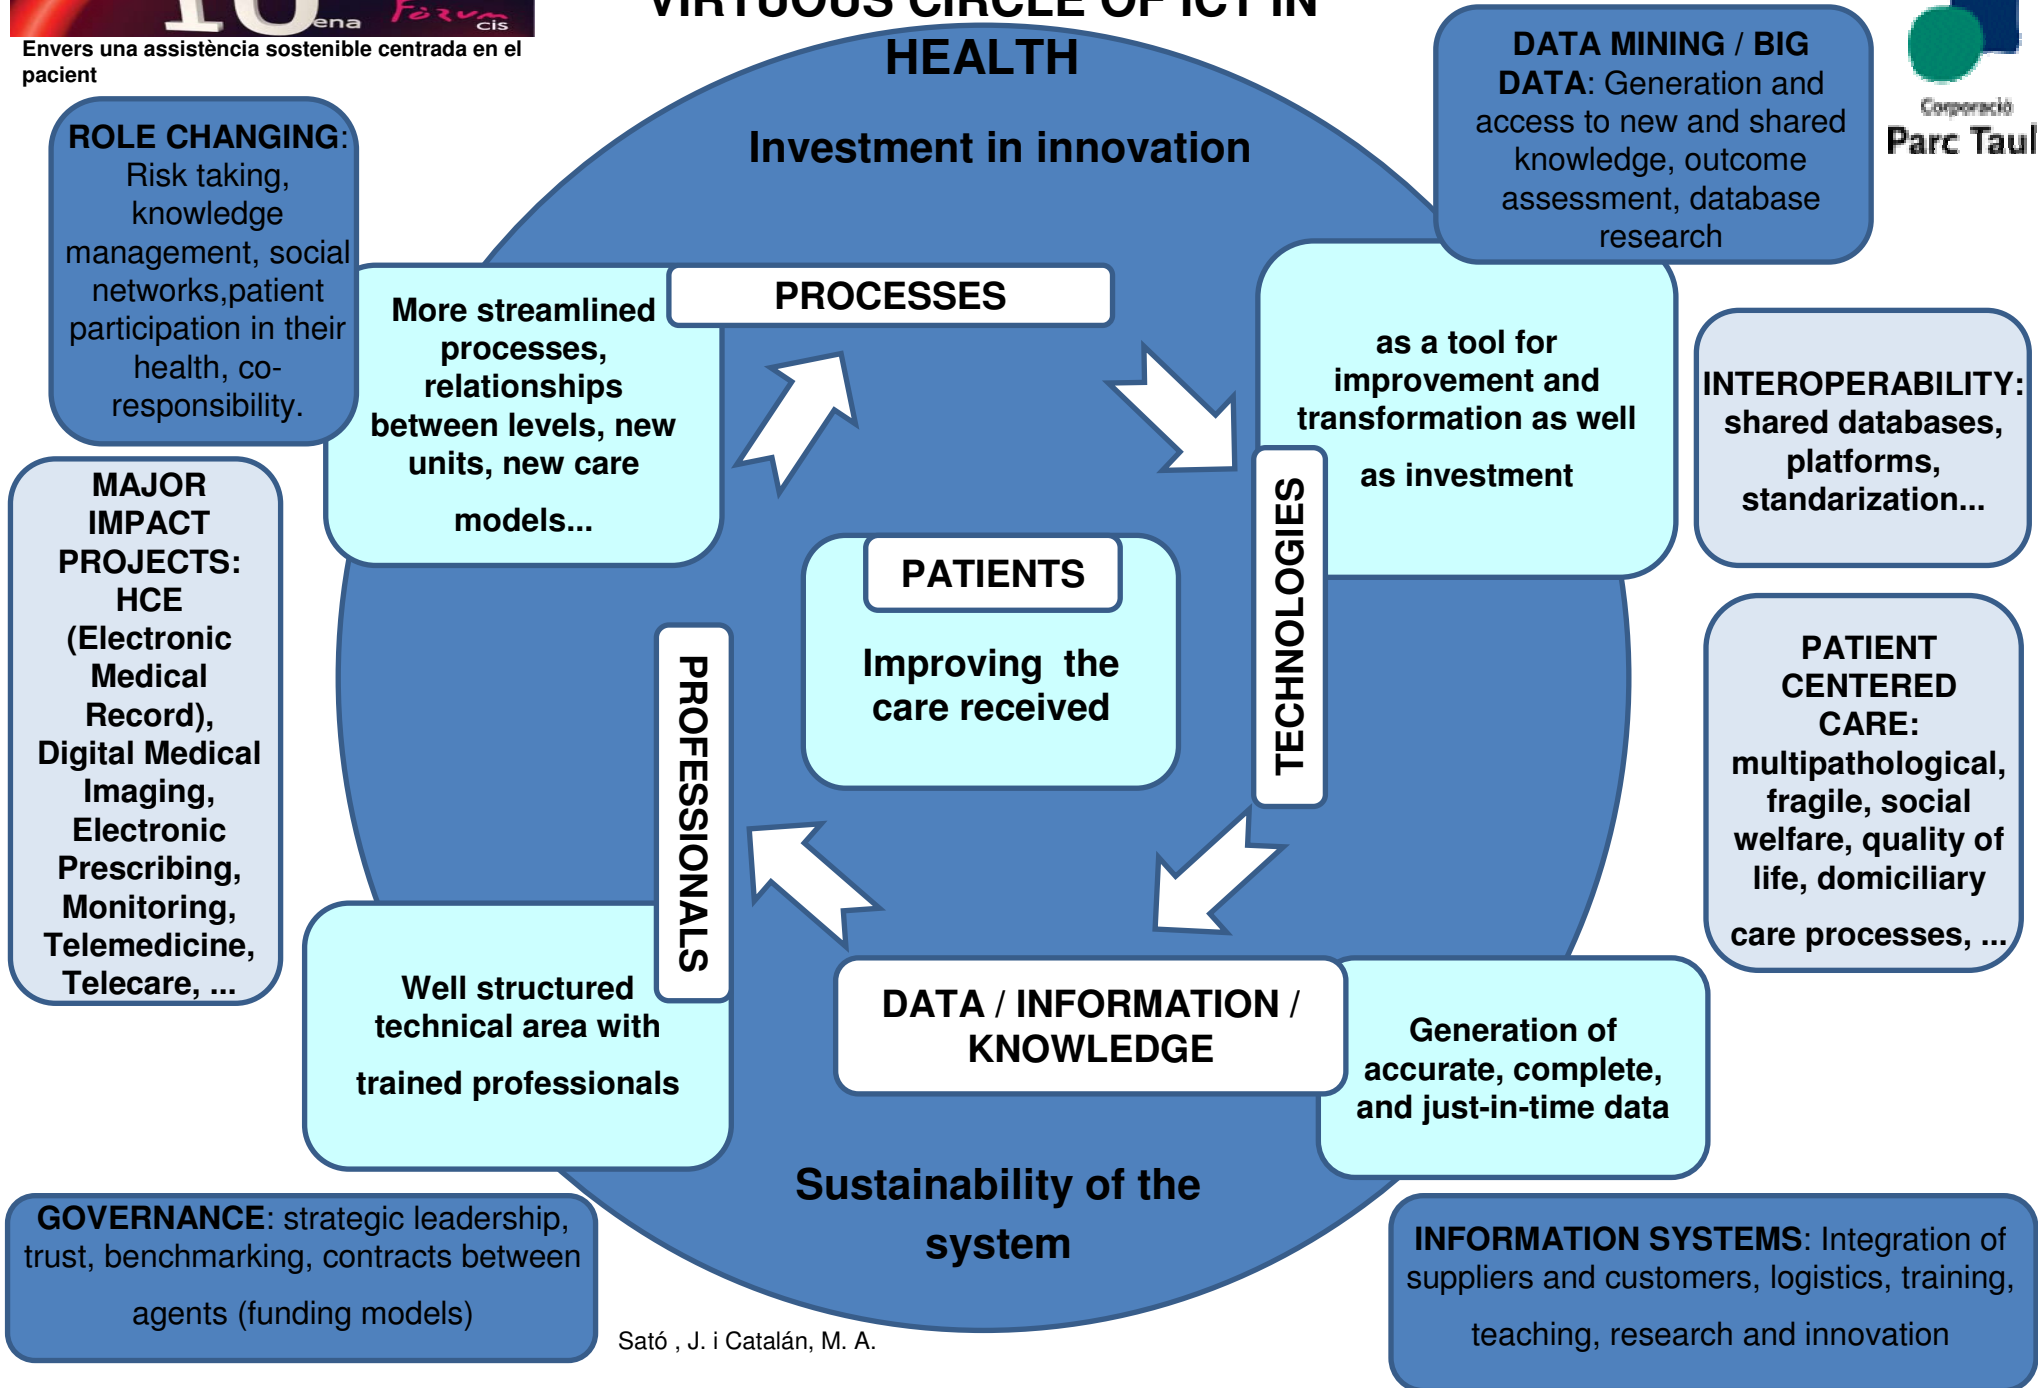 10ena Fòrum
cis
Envers una assistència sostenible centrada en el
pacient
VIRTUOUS CIRCLE OF ICT IN
HEALTH
Investment in innovation
DATA MINING / BIG
DATA: Generation and
access to new and shared
knowledge, outcome
assessment, database
research
Corporació
Parc Taul
ROLE CHANGING:
Risk taking,
knowledge
management, social
networks,patient
participation in their
health, co-
responsibility.
More streamlined
processes,
relationships
between levels, new
units, new care
models...
PROCESSES
as a tool for
improvement and
transformation as well
as investment
TECHNOLOGIES
INTEROPERABILITY:
shared databases,
platforms,
standarization...
MAJOR
IMPACT
PROJECTS:
HCE
(Electronic
Medical
Record),
Digital Medical
Imaging,
Electronic
Prescribing,
Monitoring,
Telemedicine,
Telecare, ...
PATIENTS
Improving the
care received
PROFESSIONALS
PATIENT
CENTERED
CARE:
multipathological,
fragile, social
welfare, quality of
life, domiciliary
care processes, ...
Well structured
technical area with
trained professionals
DATA / INFORMATION /
KNOWLEDGE
Generation of
accurate, complete,
and just-in-time data
Sustainability of the
system
GOVERNANCE: strategic leadership,
trust, benchmarking, contracts between
agents (funding models)
INFORMATION SYSTEMS: Integration of
suppliers and customers, logistics, training,
teaching, research and innovation
Sató , J. i Catalán, M. A.